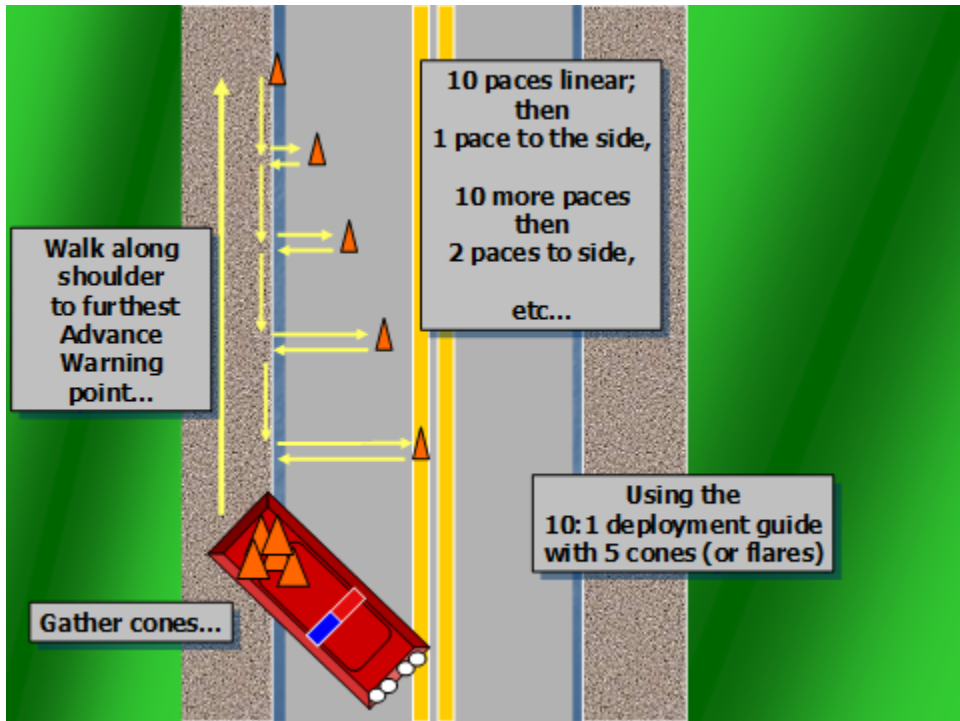 10 paces linear;
then
1 pace to the side,
10 more paces
then
2 paces to side,
etc...
Walk along
shoulder
to furthest
Advance
Warning
point...
Using the
10:1 deployment guide
with 5 cones (or flares)
Gather cones...